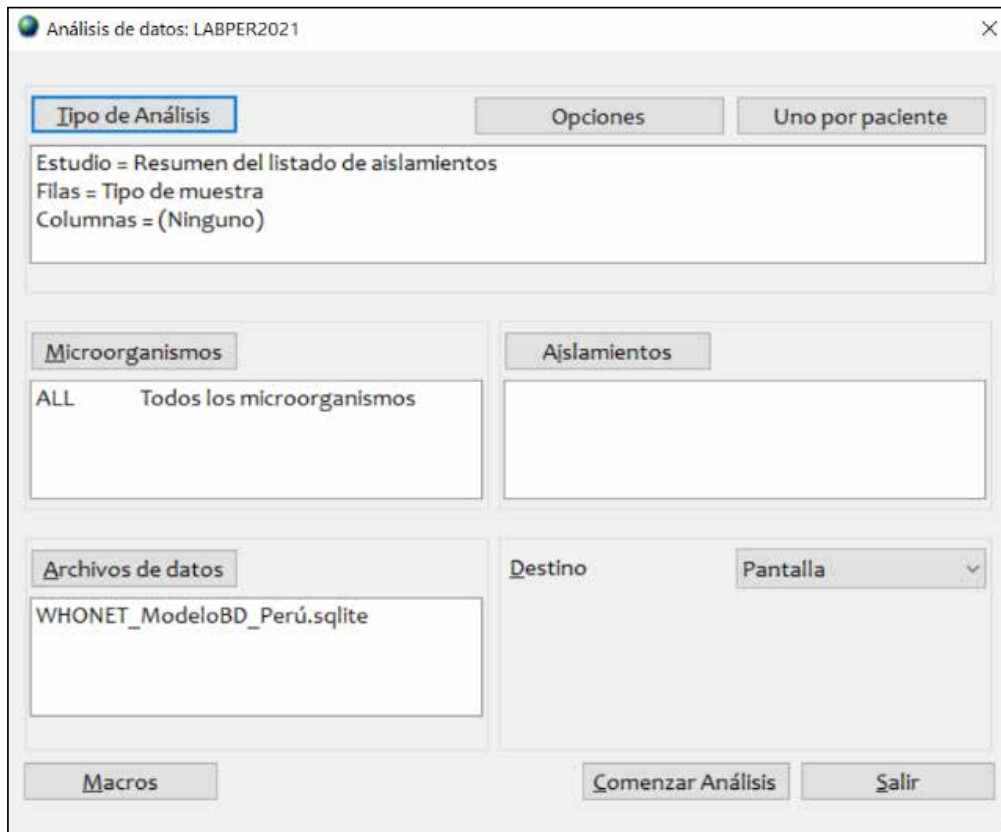 Análisis de datos: LABPER2021
Tipo de Análisis
Opciones
Uno por paciente
Estudio = Resumen del listado de aislamientos
Filas = Tipo de muestra
Columnas = (Ninguno)
Microorganismos
ALL Todos los microorganismos
Aislamientos
Archivos de datos
WHONET_ModeloBD_Perú.sqlite
Destino
Pantalla
Macros
Comenzar Análisis
Salir